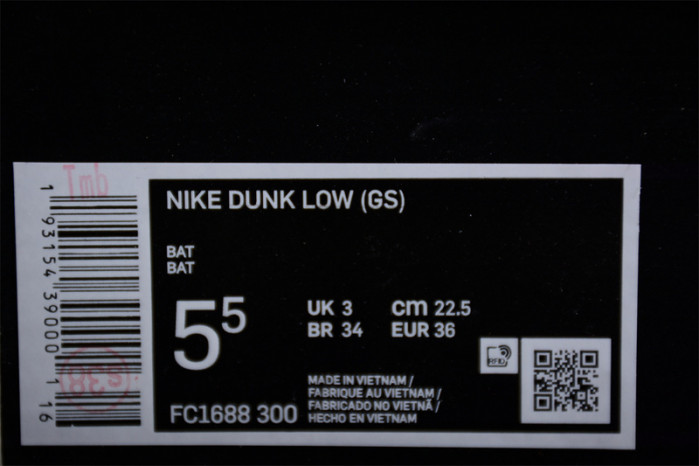 Tmb
NIKE DUNK LOW (GS)
BAT
BAT
5 5
UK 3 cm 22.5
BR 34 EUR 36
RFID
MADE IN VIETNAM /
FABRIQUE AU VIETNAM /
FABRICADO NO VIETNÃ /
HECHO EN VIETNAM
FC1688 300
1 93154 39000 1 16